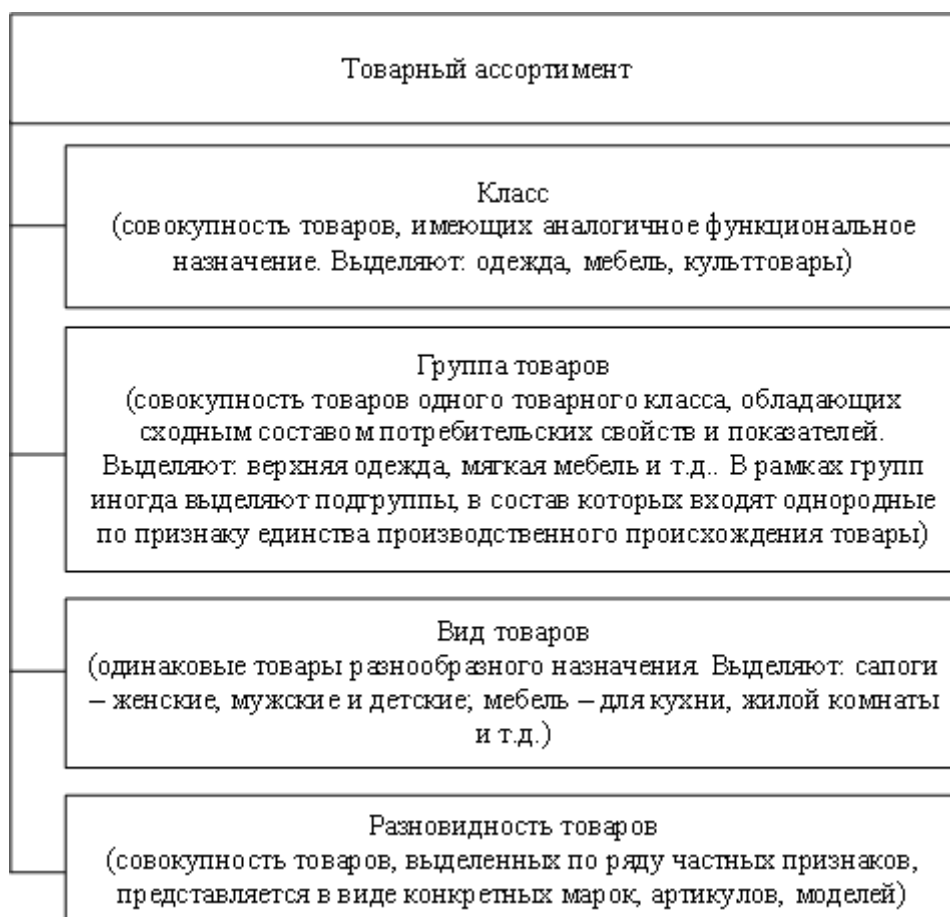 Товарный ассортимент
Класс
(совокупность товаров, имеющих аналогичное функциональное
назначение. Выделяют: одежда, мебель, культтовары)
Группа товаров
(совокупность товаров одного товарного класса, обладающих
сходным составом потребительских свойств и показателей.
Выделяют: верхняя одежда, мягкая мебель и т.д.. В рамках групп
иногда выделяют подгруппы, в состав которых входят однородные
по признаку единства производственного происхождения товары)
Вид товаров
(одинаковые товары разнообразного назначения. Выделяют: сапоги
– женские, мужские и детские; мебель – для кухни, жилой комнаты
и т.д.)
Разновидность товаров
(совокупность товаров, выделенных по ряду частных признаков,
представляется в виде конкретных марок, артикулов, моделей)